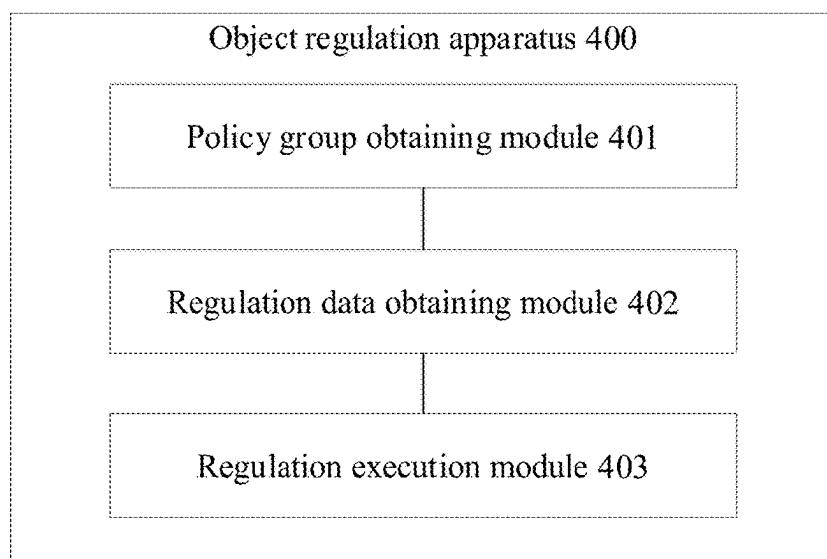 Object regulation apparatus 400
Policy group obtaining module 401
Regulation data obtaining module 402
Regulation execution module 403